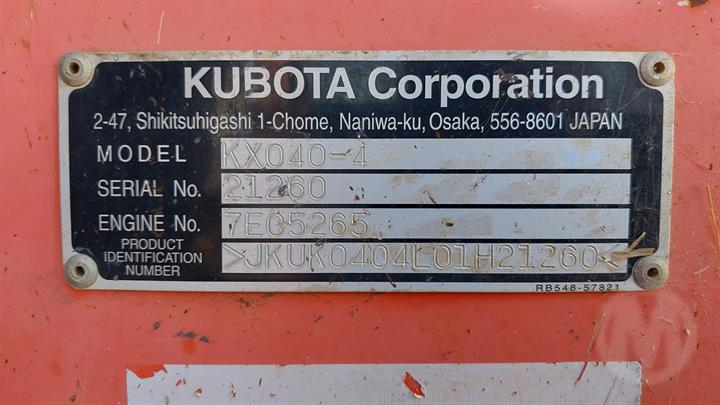 KUBOTA Corporation
2-47, Shikitsuhigashi 1-Chome, Naniwa-ku, Osaka, 556-8601 JAPAN
MODEL KX040-4
SERIAL No. 21260
ENGINE No. 7EC5265
PRODUCT IDENTIFICATION NUMBER >JKUK0404L01H21260<
RB548-57821
M